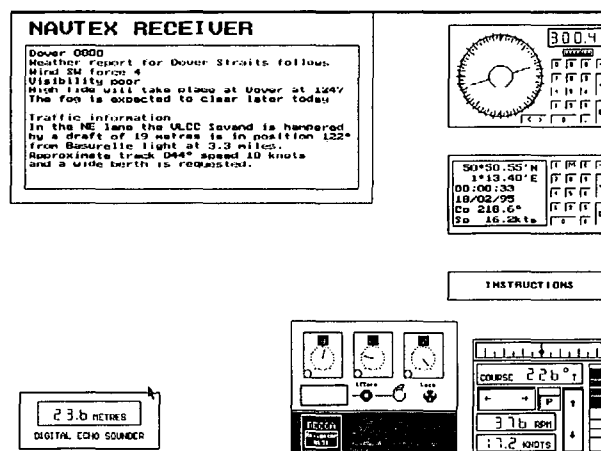 NAVTEX RECEIVER
Dover 0000
Weather report for Dover Straits follows
Wind SW force 4
Visibility poor
High tide will take place at Dover at 1247
The fog is expected to clear later today
Traffic information
In the NE lane the VLCC Sovand is hampered
by a draft of 19 metres is in position 122°
from Basurelle light at 3.3 miles.
Approximate track 044° speed 10 knots
and a wide berth is requested.
300.4
50°50.55'N
1°13.40'E
00:00:33
18/02/95
Co 218.6°
Sp 16.2kts
INSTRUCTIONS
DECCA
COURSE 226° T
P
376 RPM
17.2 KNOTS
23.6 METRES
DIGITAL ECHO SOUNDER